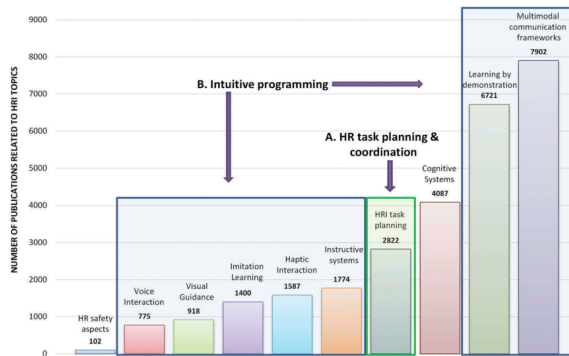 NUMBER OF PUBLICATIONS RELATED TO HRI TOPICS
9000
8000
7000
6000
5000
4000
3000
2000
1000
0
B. Intuitive programming
A. HR task planning &
coordination
HR safety
aspects
102
Voice
Interaction
775
Visual
Guidance
918
Imitation
Learning
1400
Haptic
Interaction
1587
Instructive
systems
1774
HRI task
planning
2822
Cognitive
Systems
4087
Learning by
demonstration
6721
Multimodal
communication
frameworks
7902